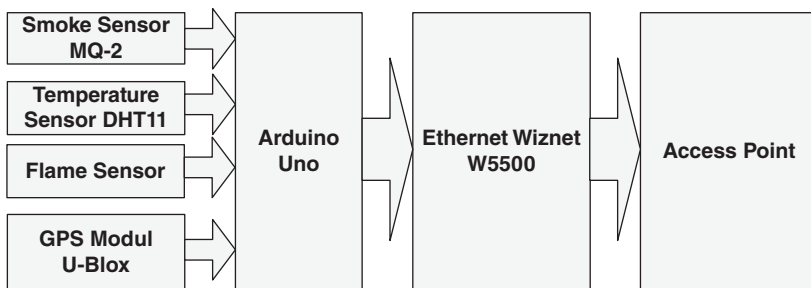 Smoke Sensor
MQ-2
Temperature
Sensor DHT11
Flame Sensor
GPS Modul
U-Blox
Arduino
Uno
Ethernet Wiznet
W5500
Access Point